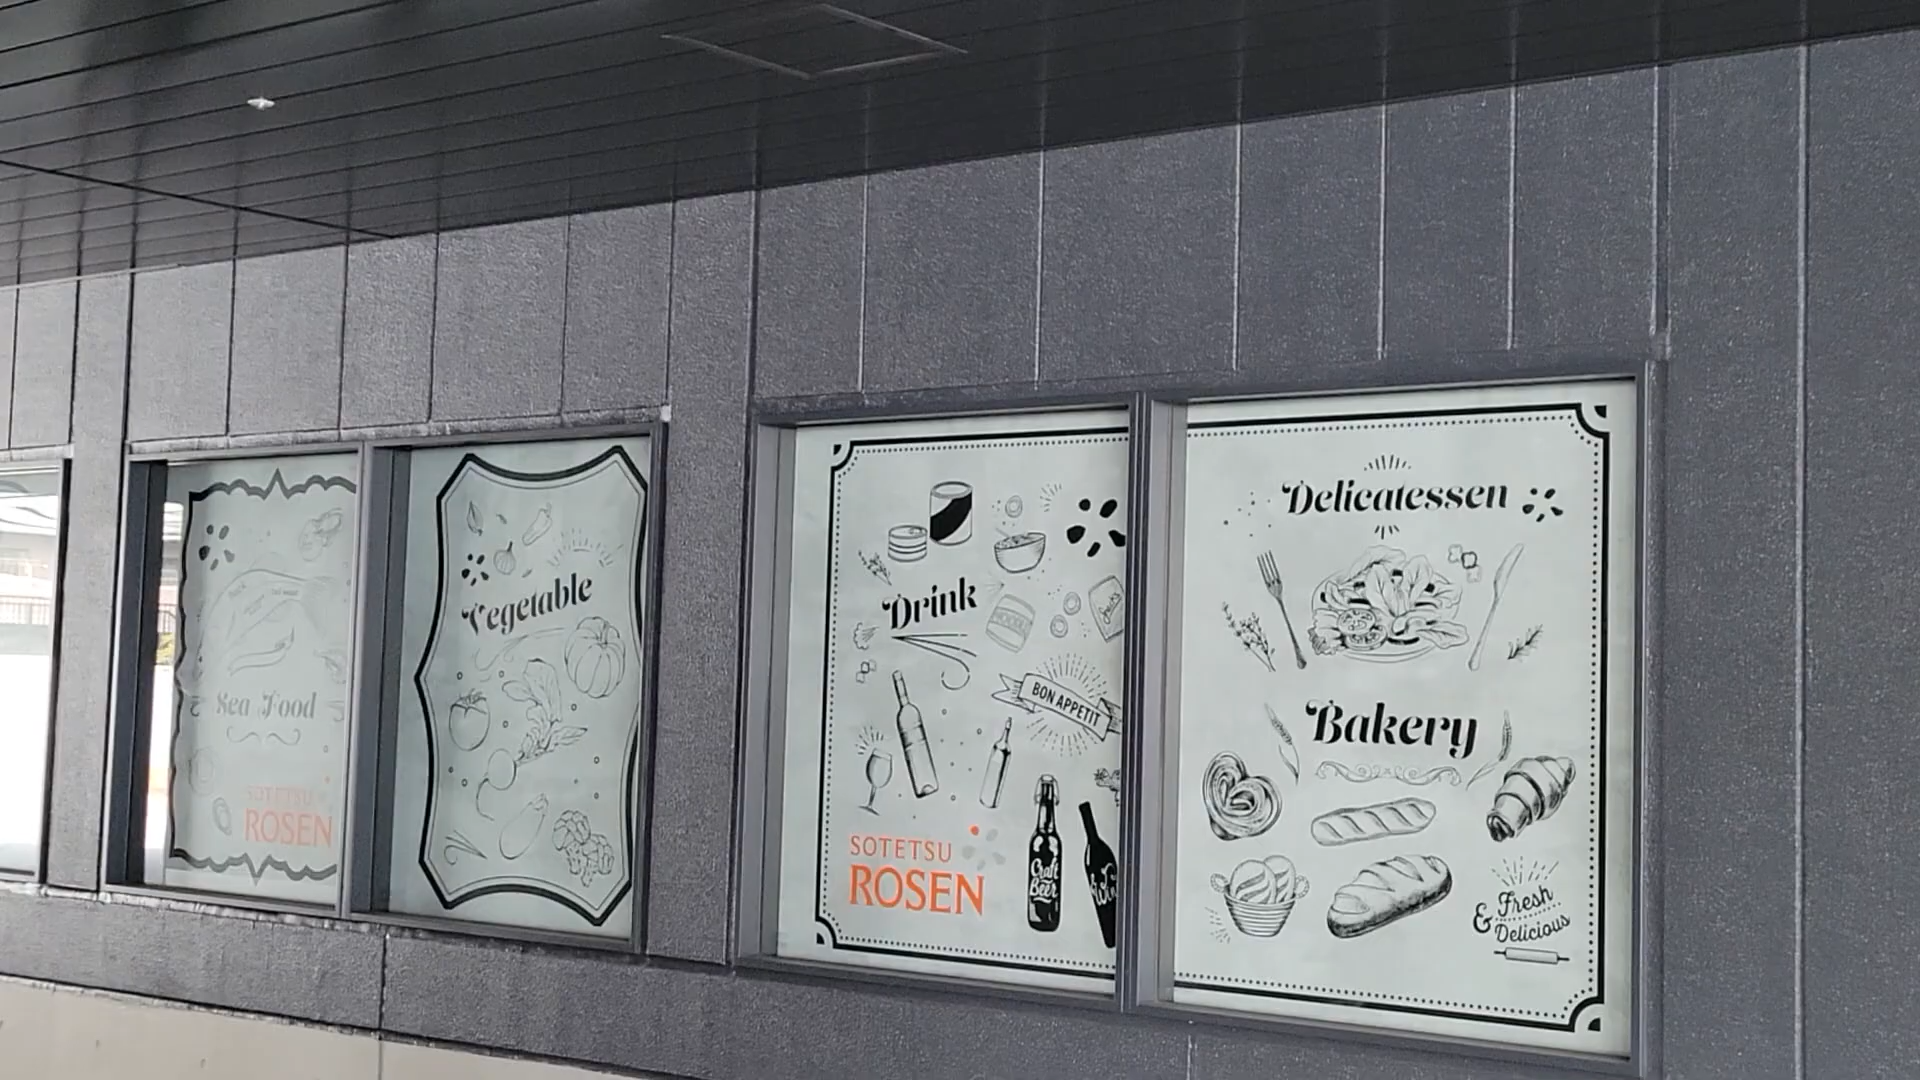 Sea Food
SOTETSU
ROSEN
Vegetable
Drink
BON APPETIT
SOTETSU
ROSEN
Craft
Beer
Delicatessen
Bakery
& Fresh
Delicious